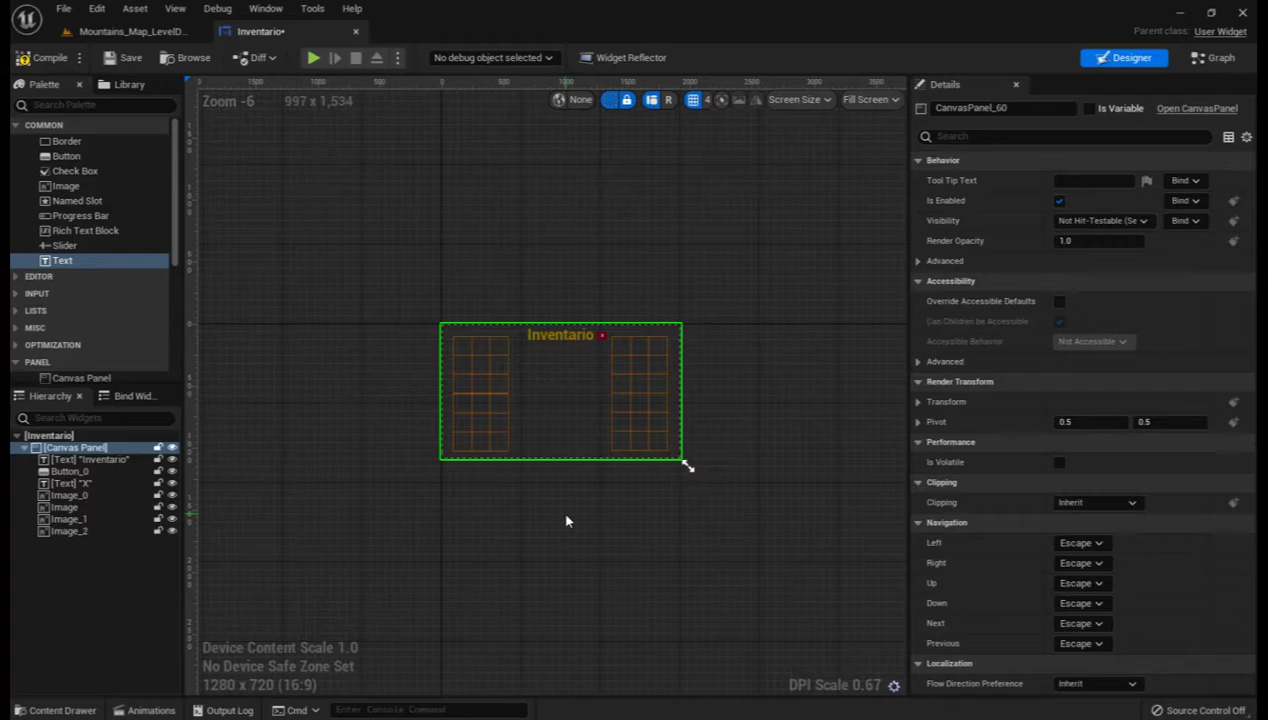 File Edit Asset View Debug Window Tools Help
Mountains_Map_LevelD... Inventario•
Parent class: User Widget
Compile Save Browse Diff No debug object selected Widget Reflector Designer Graph
Palette Library
Search Palette
COMMON
Border
Button
Check Box
Image
Named Slot
Progress Bar
Rich Text Block
Slider
Text
EDITOR
INPUT
LISTS
MISC
OPTIMIZATION
PANEL
Canvas Panel
Hierarchy Bind Wid...
Search Widgets
[Inventario]
[Canvas Panel]
[Text] "Inventario"
Button_0
[Text] "X"
Image_0
Image
Image_1
Image_2
Zoom -6 997 x 1,534
None R 4 Screen Size Fill Screen
Inventario
Device Content Scale 1.0
No Device Safe Zone Set
1280 x 720 (16:9)
DPI Scale 0.67
Details
CanvasPanel_60 Is Variable Open CanvasPanel
Search
Behavior
Tool Tip Text Bind
Is Enabled Bind
Visibility Not Hit-Testable (Se Bind
Render Opacity 1.0
Advanced
Accessibility
Override Accessible Defaults
Can Children be Accessible
Accessible Behavior Not Accessible
Advanced
Render Transform
Transform
Pivot 0.5 0.5
Performance
Is Volatile
Clipping
Clipping Inherit
Navigation
Left Escape
Right Escape
Up Escape
Down Escape
Next Escape
Previous Escape
Localization
Flow Direction Preference Inherit
Content Drawer Animations Output Log Cmd Enter Console Command Source Control Off